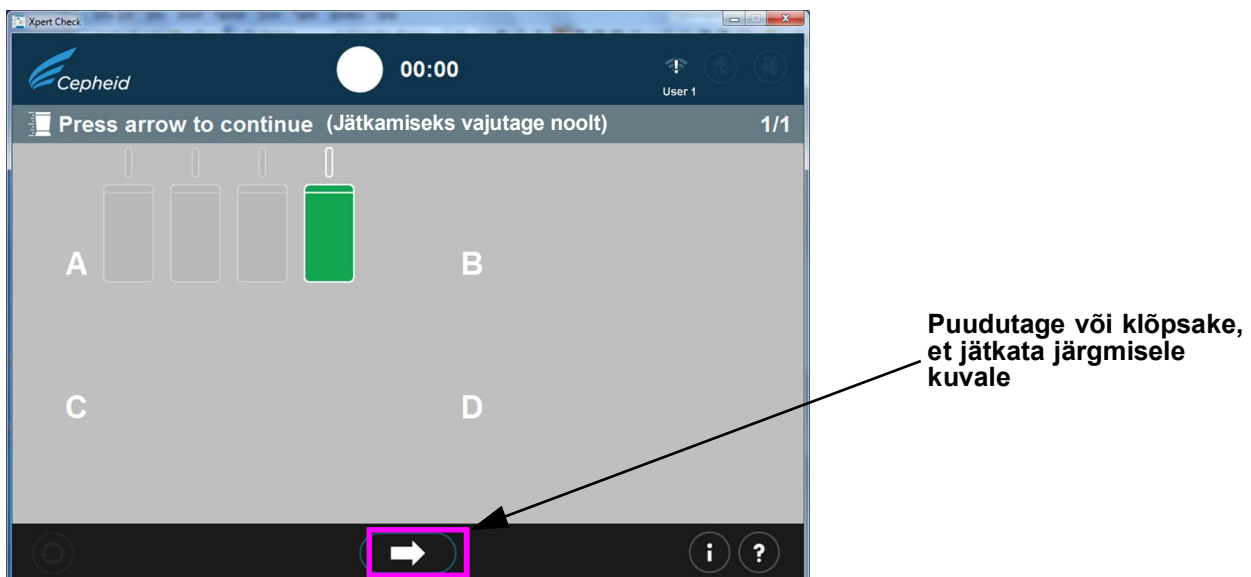 Xpert Check
Cepheid
00:00
User 1
Press arrow to continue (Jätkamiseks vajutage noolt) 1/1
A
B
C
D
Puudutage või klõpsake,
et jätkata järgmisele
kuvale
i ?